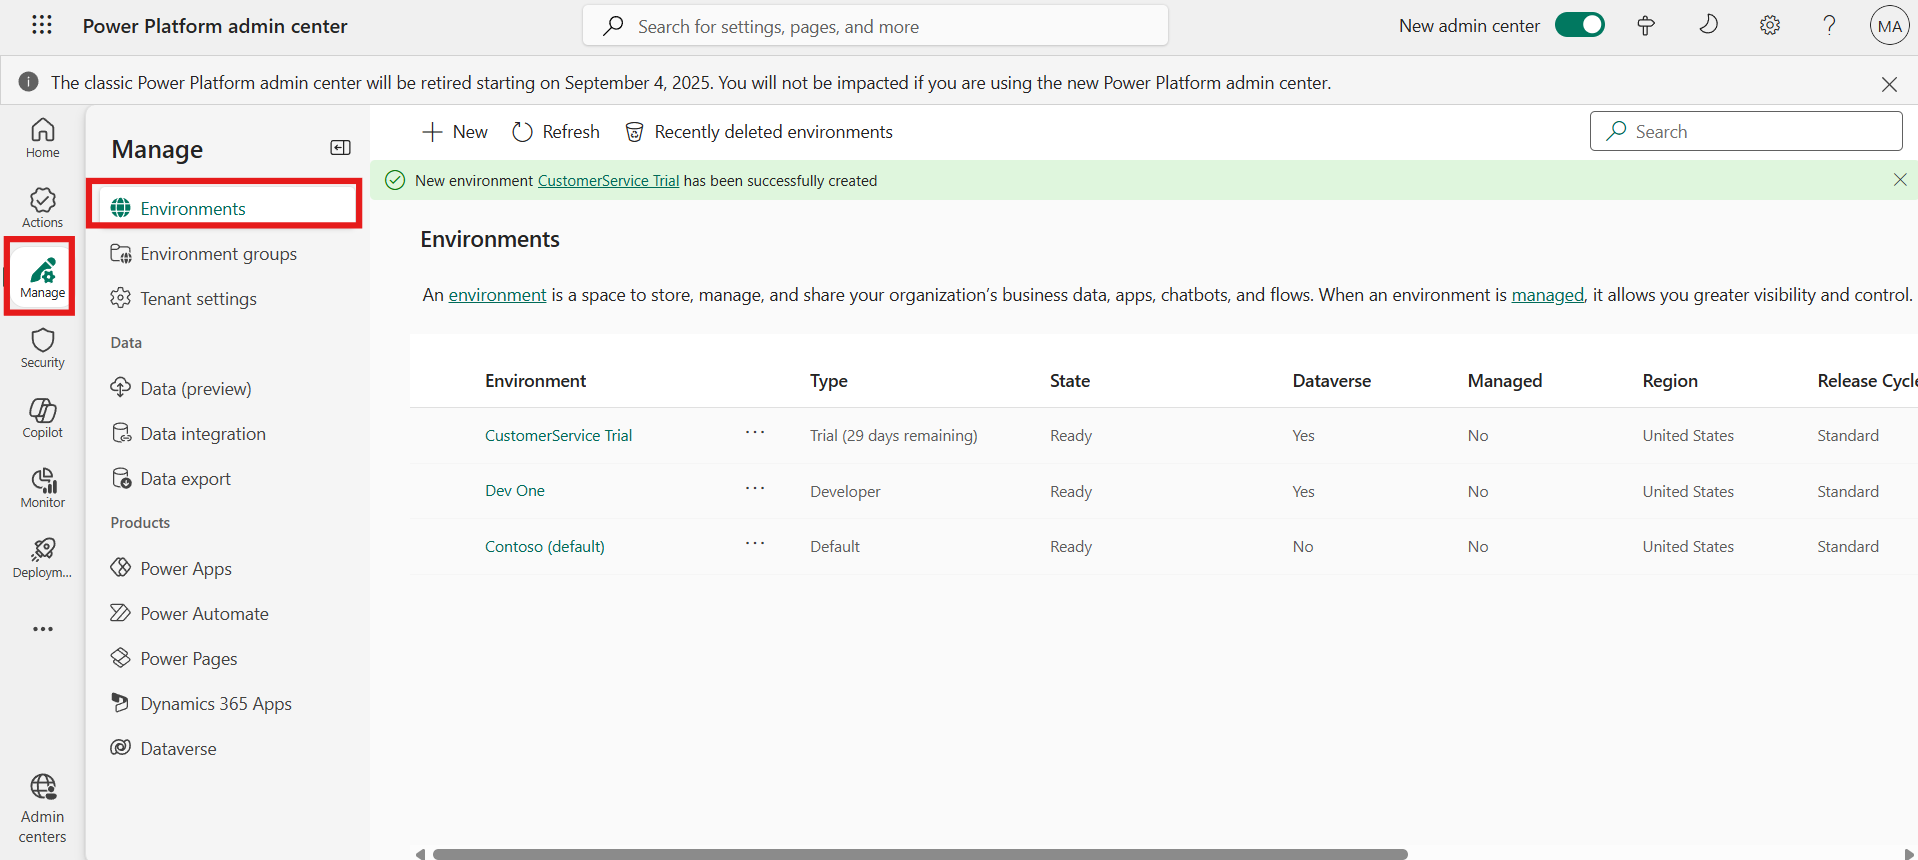 Power Platform admin center
Search for settings, pages, and more
New admin center
MA
The classic Power Platform admin center will be retired starting on September 4, 2025. You will not be impacted if you are using the new Power Platform admin center.
Home
Actions
Manage
Security
Copilot
Monitor
Deploym...
Admin
centers
Manage
Environments
Environment groups
Tenant settings
Data
Data (preview)
Data integration
Data export
Products
Power Apps
Power Automate
Power Pages
Dynamics 365 Apps
Dataverse
New Refresh Recently deleted environments
Search
New environment CustomerService Trial has been successfully created
Environments
An environment is a space to store, manage, and share your organization’s business data, apps, chatbots, and flows. When an environment is managed, it allows you greater visibility and control.
Environment Type State Dataverse Managed Region Release Cycle
CustomerService Trial ... Trial (29 days remaining) Ready Yes No United States Standard
Dev One ... Developer Ready Yes No United States Standard
Contoso (default) ... Default Ready No No United States Standard